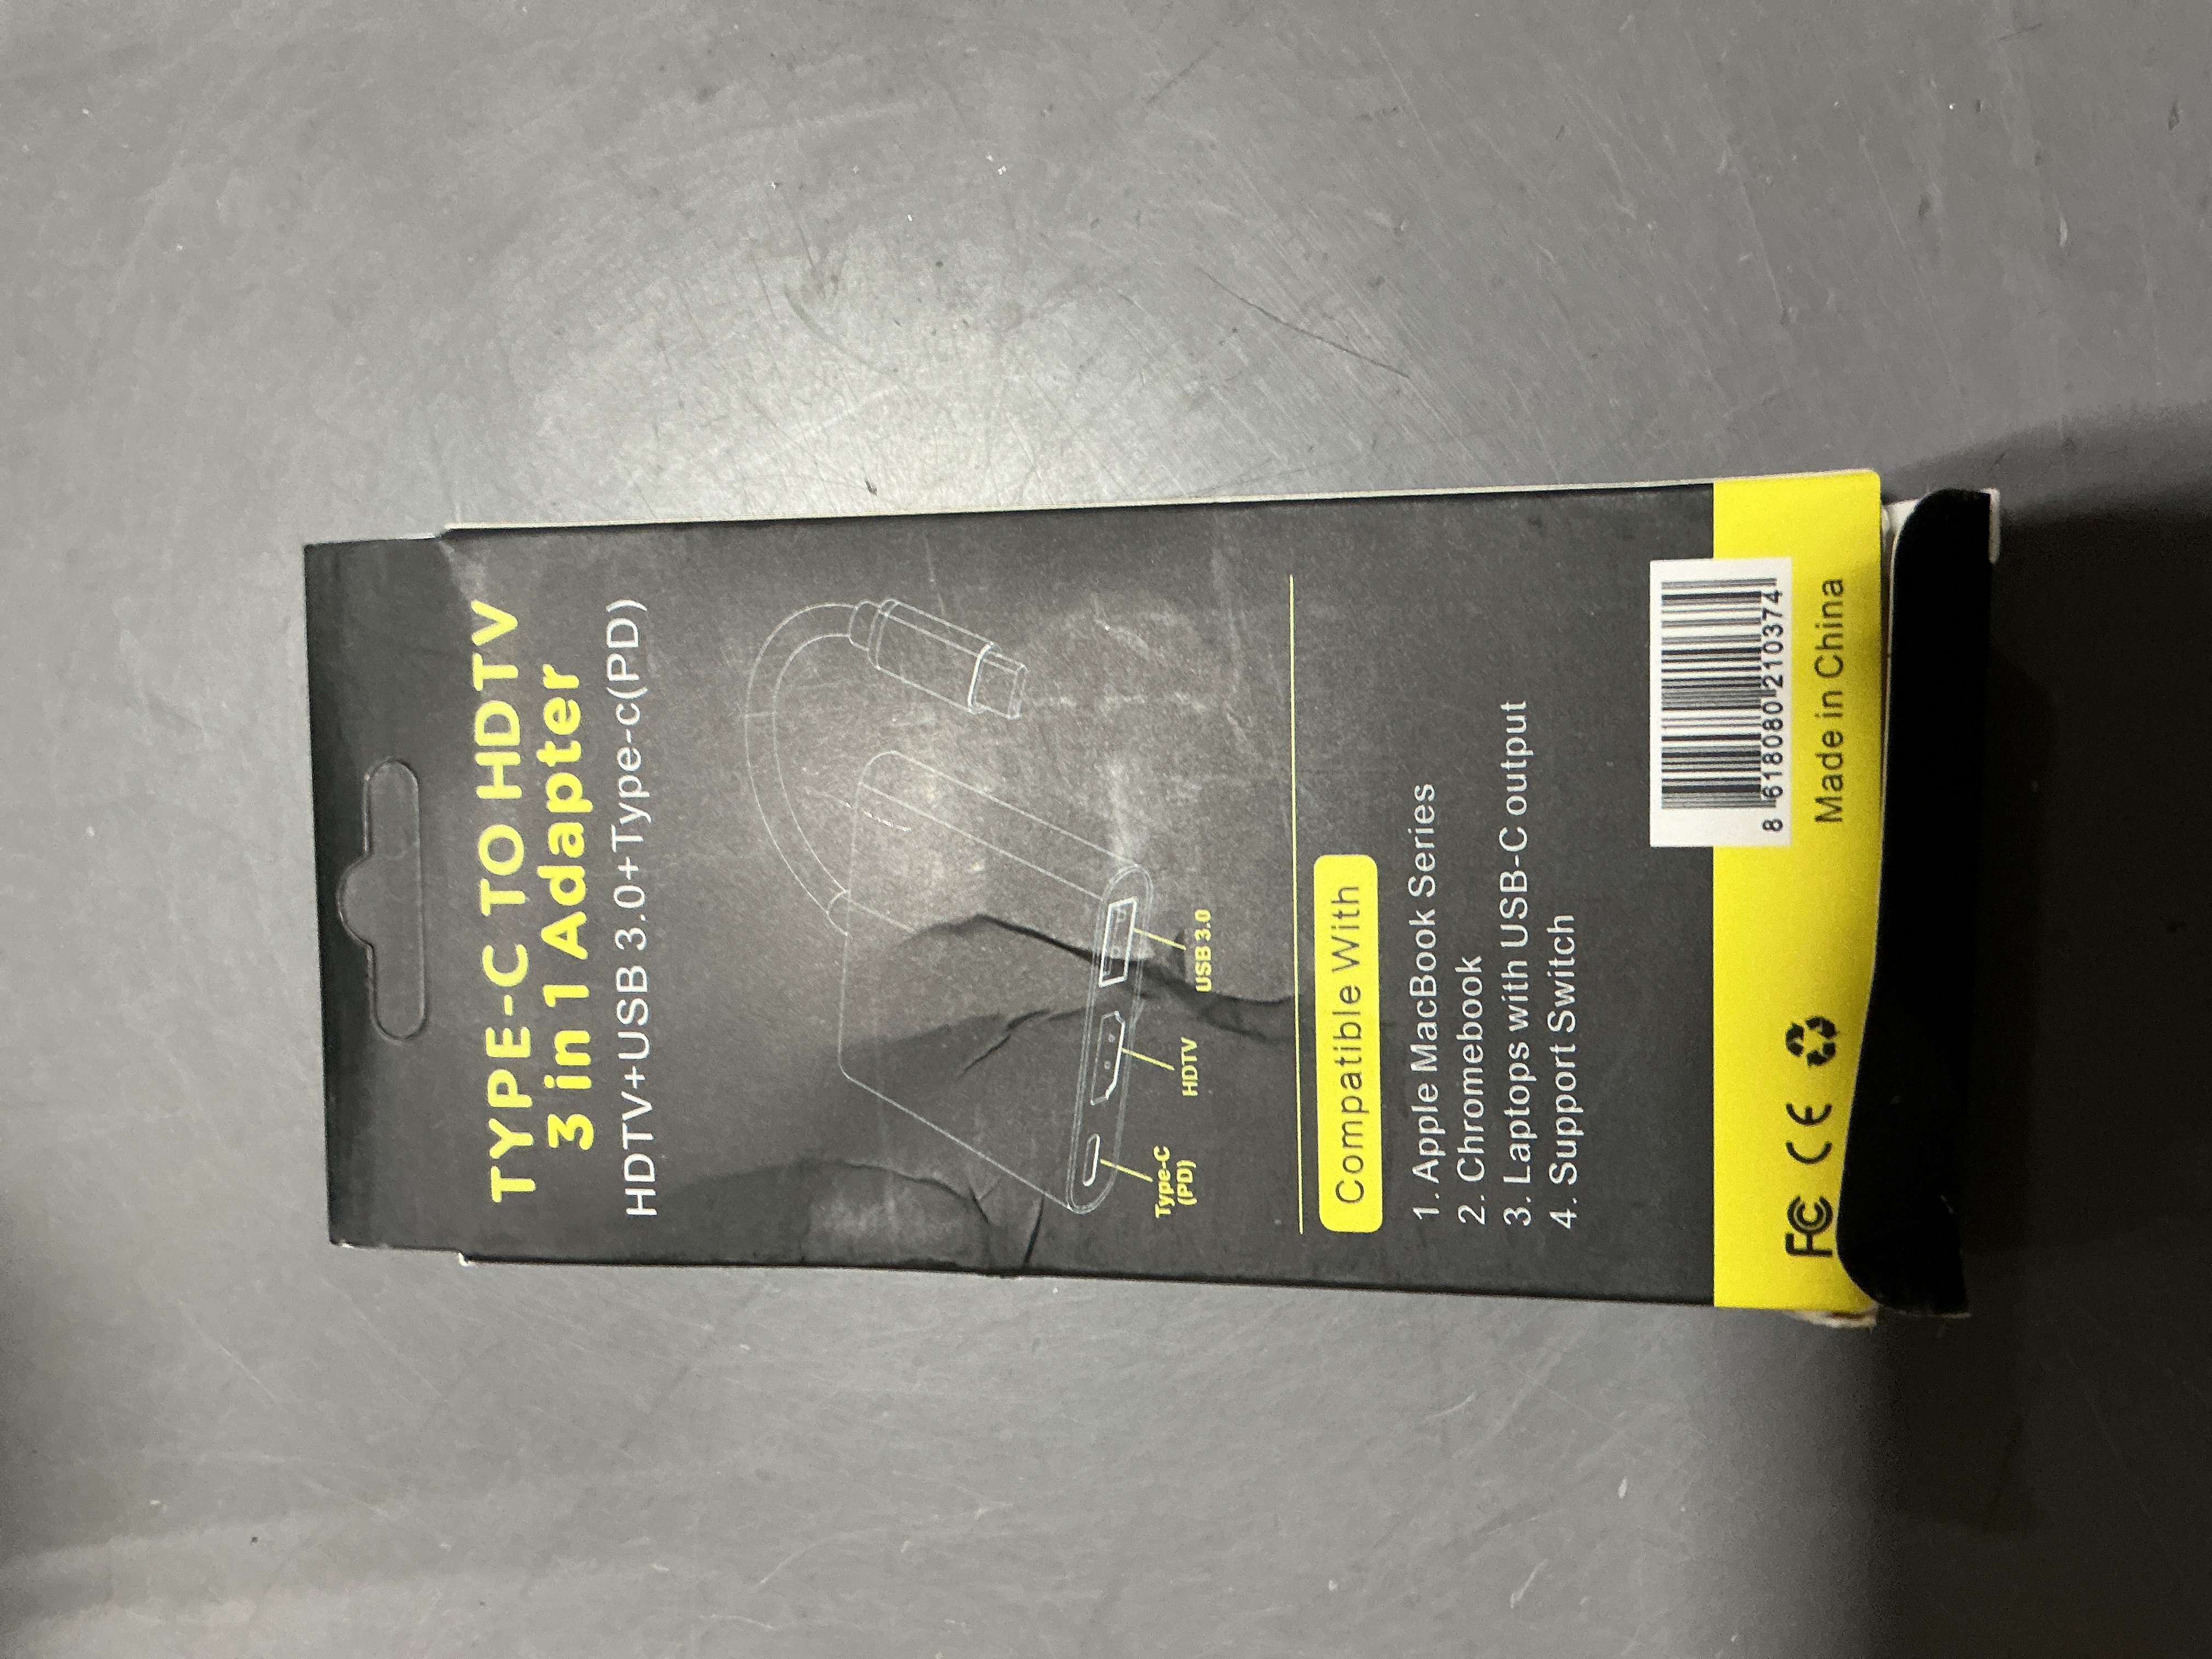 TYPE-C TO HDTV
3 in 1 Adapter
HDTV+USB 3.0+Type-c(PD)
Type-C
(PD)
HDTV
USB 3.0
Compatible With
1. Apple MacBook Series
2. Chromebook
3. Laptops with USB-C output
4. Support Switch
8 618080 210374
FC CE
Made in China